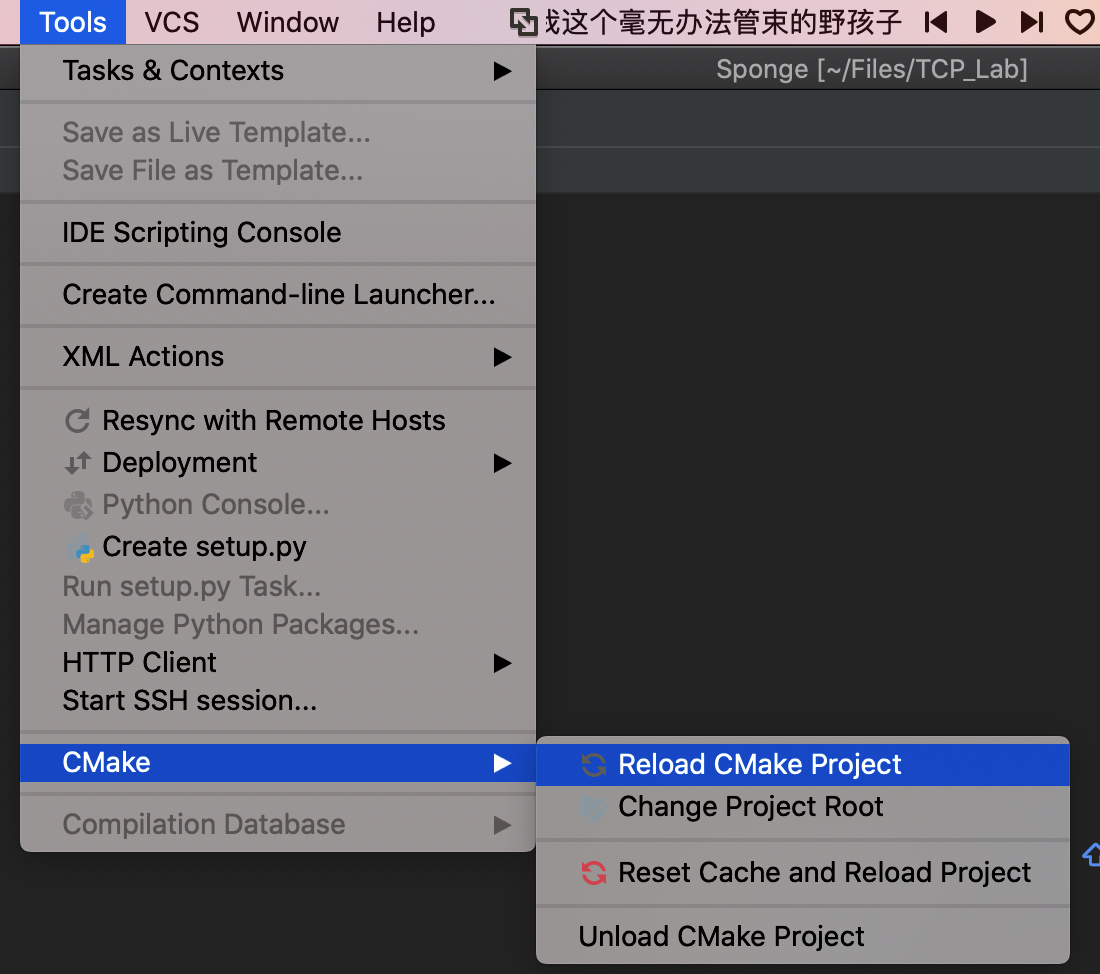 Tools VCS Window Help 我这个毫无办法管束的野孩子
Sponge [~/Files/TCP_Lab]
Tasks & Contexts
Save as Live Template...
Save File as Template...
IDE Scripting Console
Create Command-line Launcher...
XML Actions
Resync with Remote Hosts
Deployment
Python Console...
Create setup.py
Run setup.py Task...
Manage Python Packages...
HTTP Client
Start SSH session...
CMake
Compilation Database
Reload CMake Project
Change Project Root
Reset Cache and Reload Project
Unload CMake Project